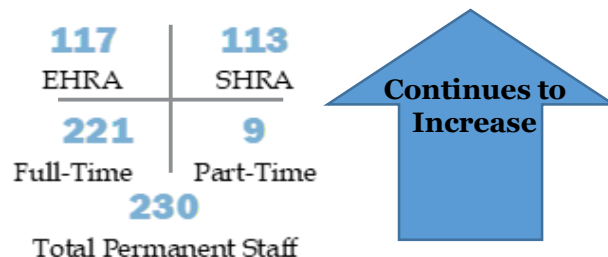 117 113
EHRA SHRA
221 9
Full-Time Part-Time
230
Total Permanent Staff
Continues to
Increase